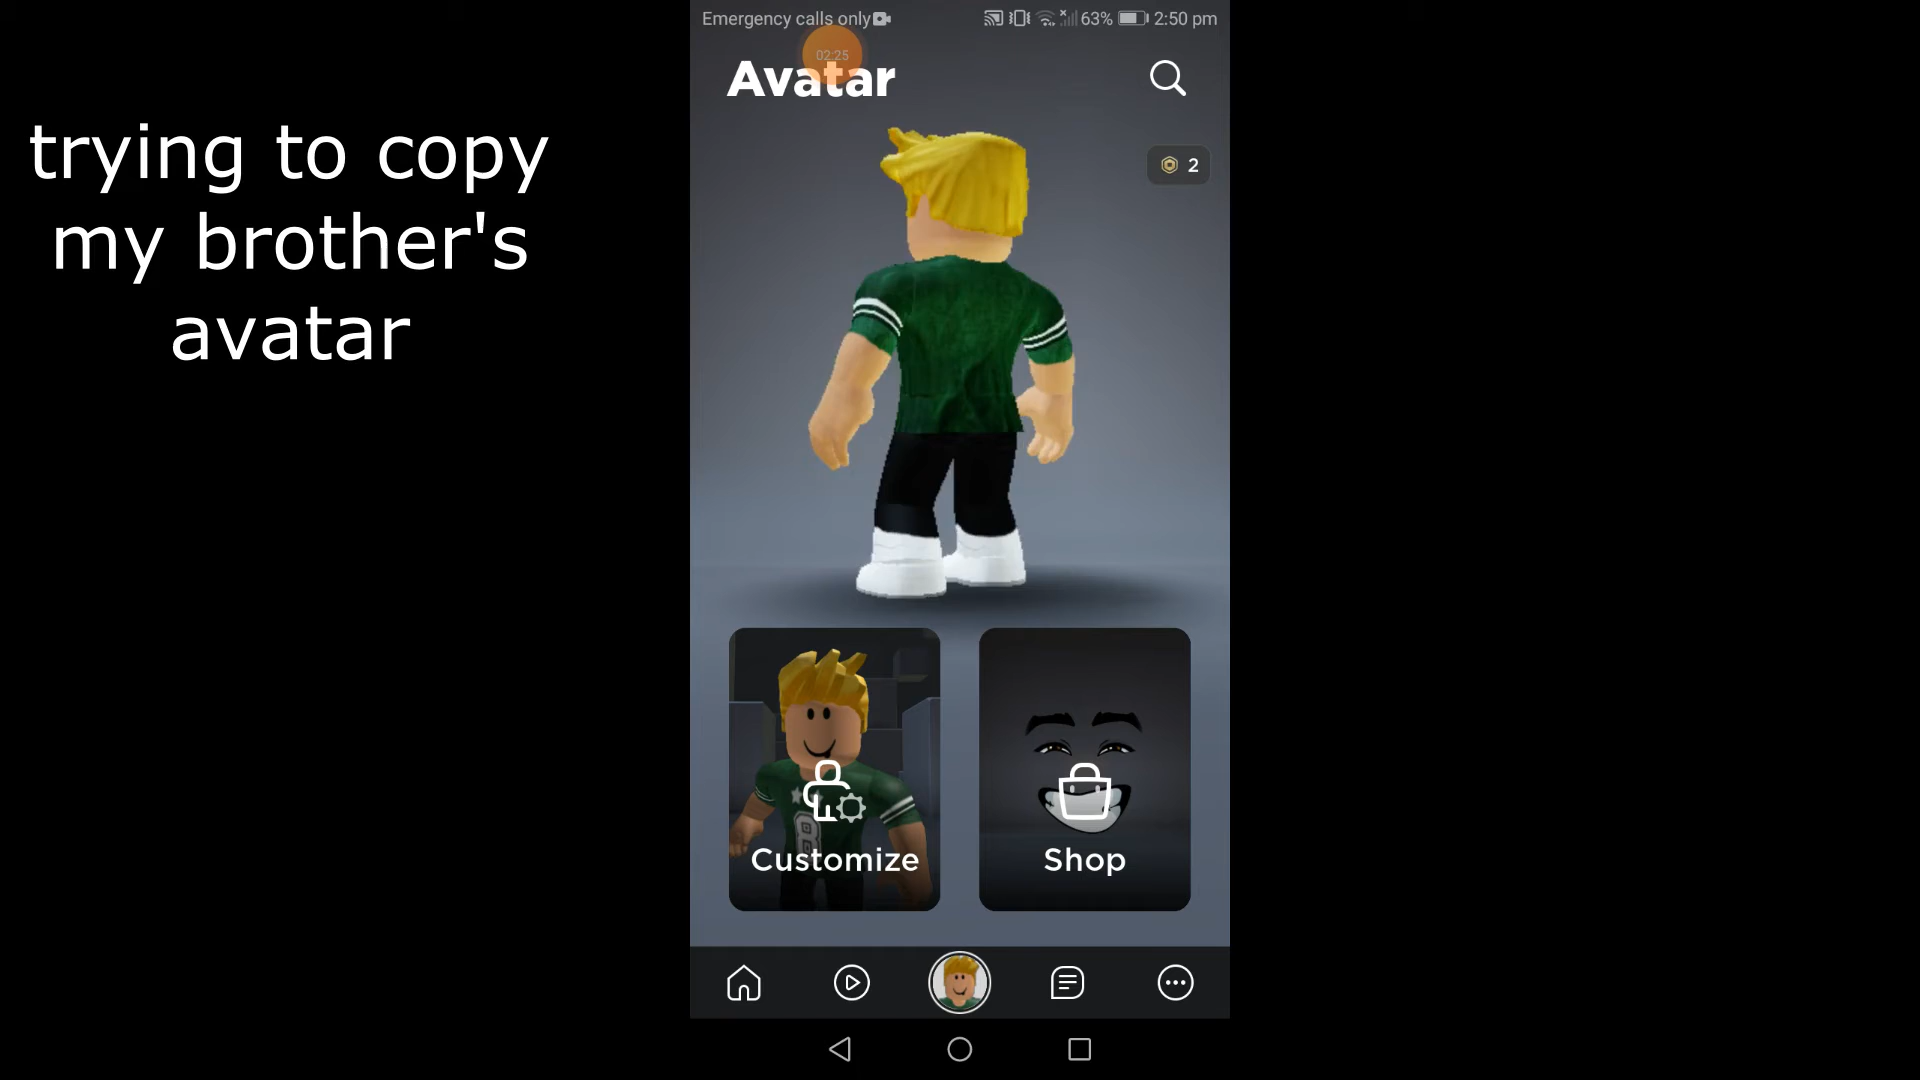 Emergency calls only
63%
2:50 pm
02:25
Avatar
2
trying to copy
my brother's
avatar
8
Customize
Shop